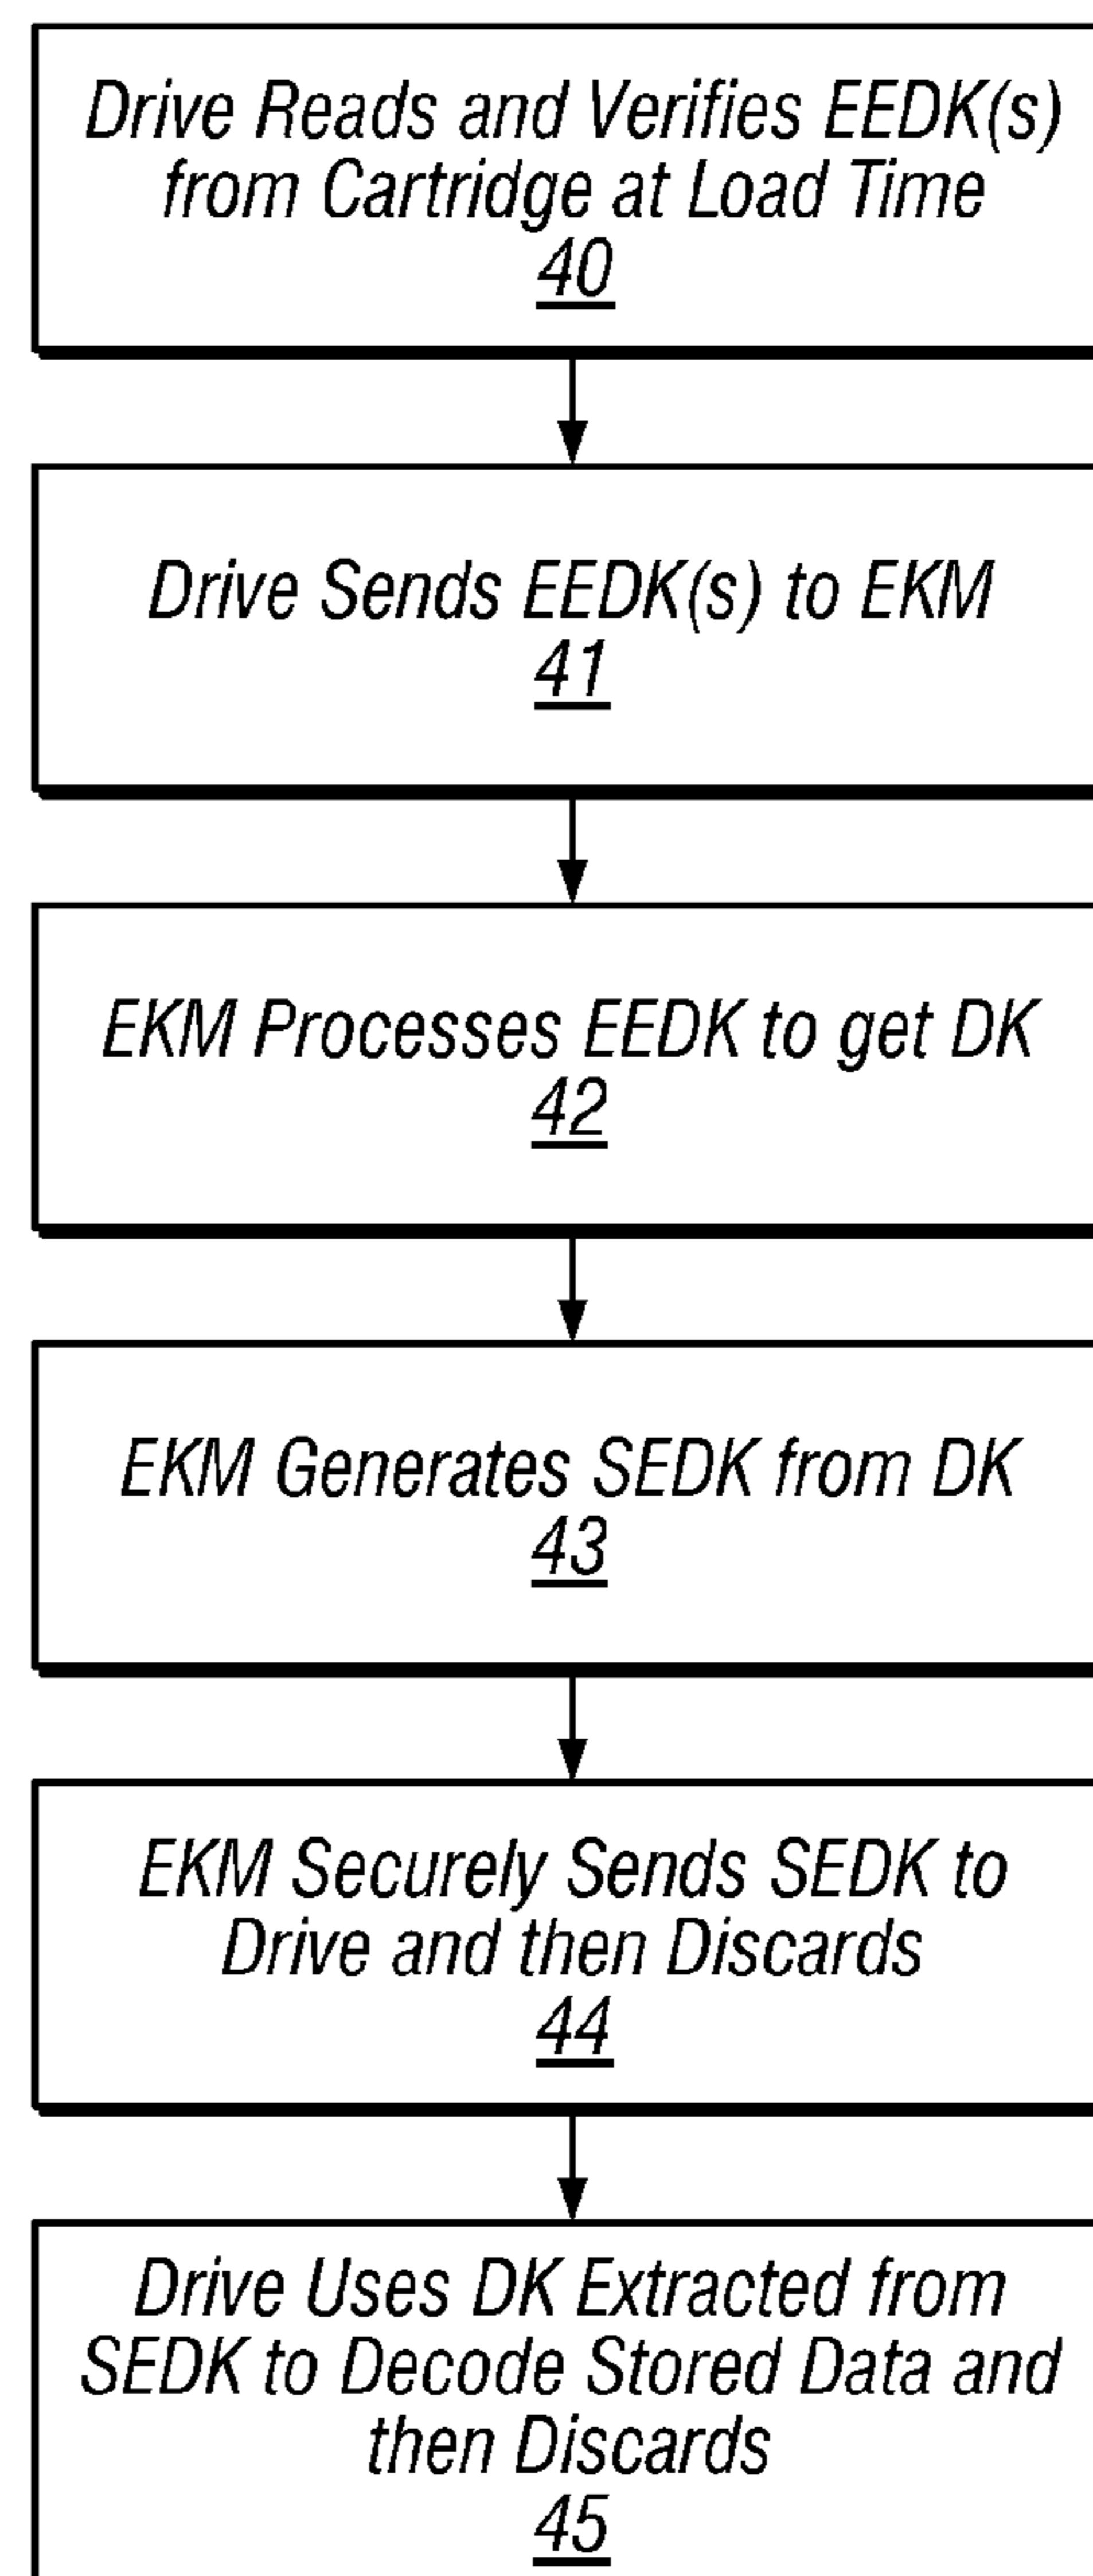 Drive Reads and Verifies EEDK(s)
from Cartridge at Load Time
40
Drive Sends EEDK(s) to EKM
41
EKM Processes EEDK to get DK
42
EKM Generates SEDK from DK
43
EKM Securely Sends SEDK to
Drive and then Discards
44
Drive Uses DK Extracted from
SEDK to Decode Stored Data and
then Discards
45